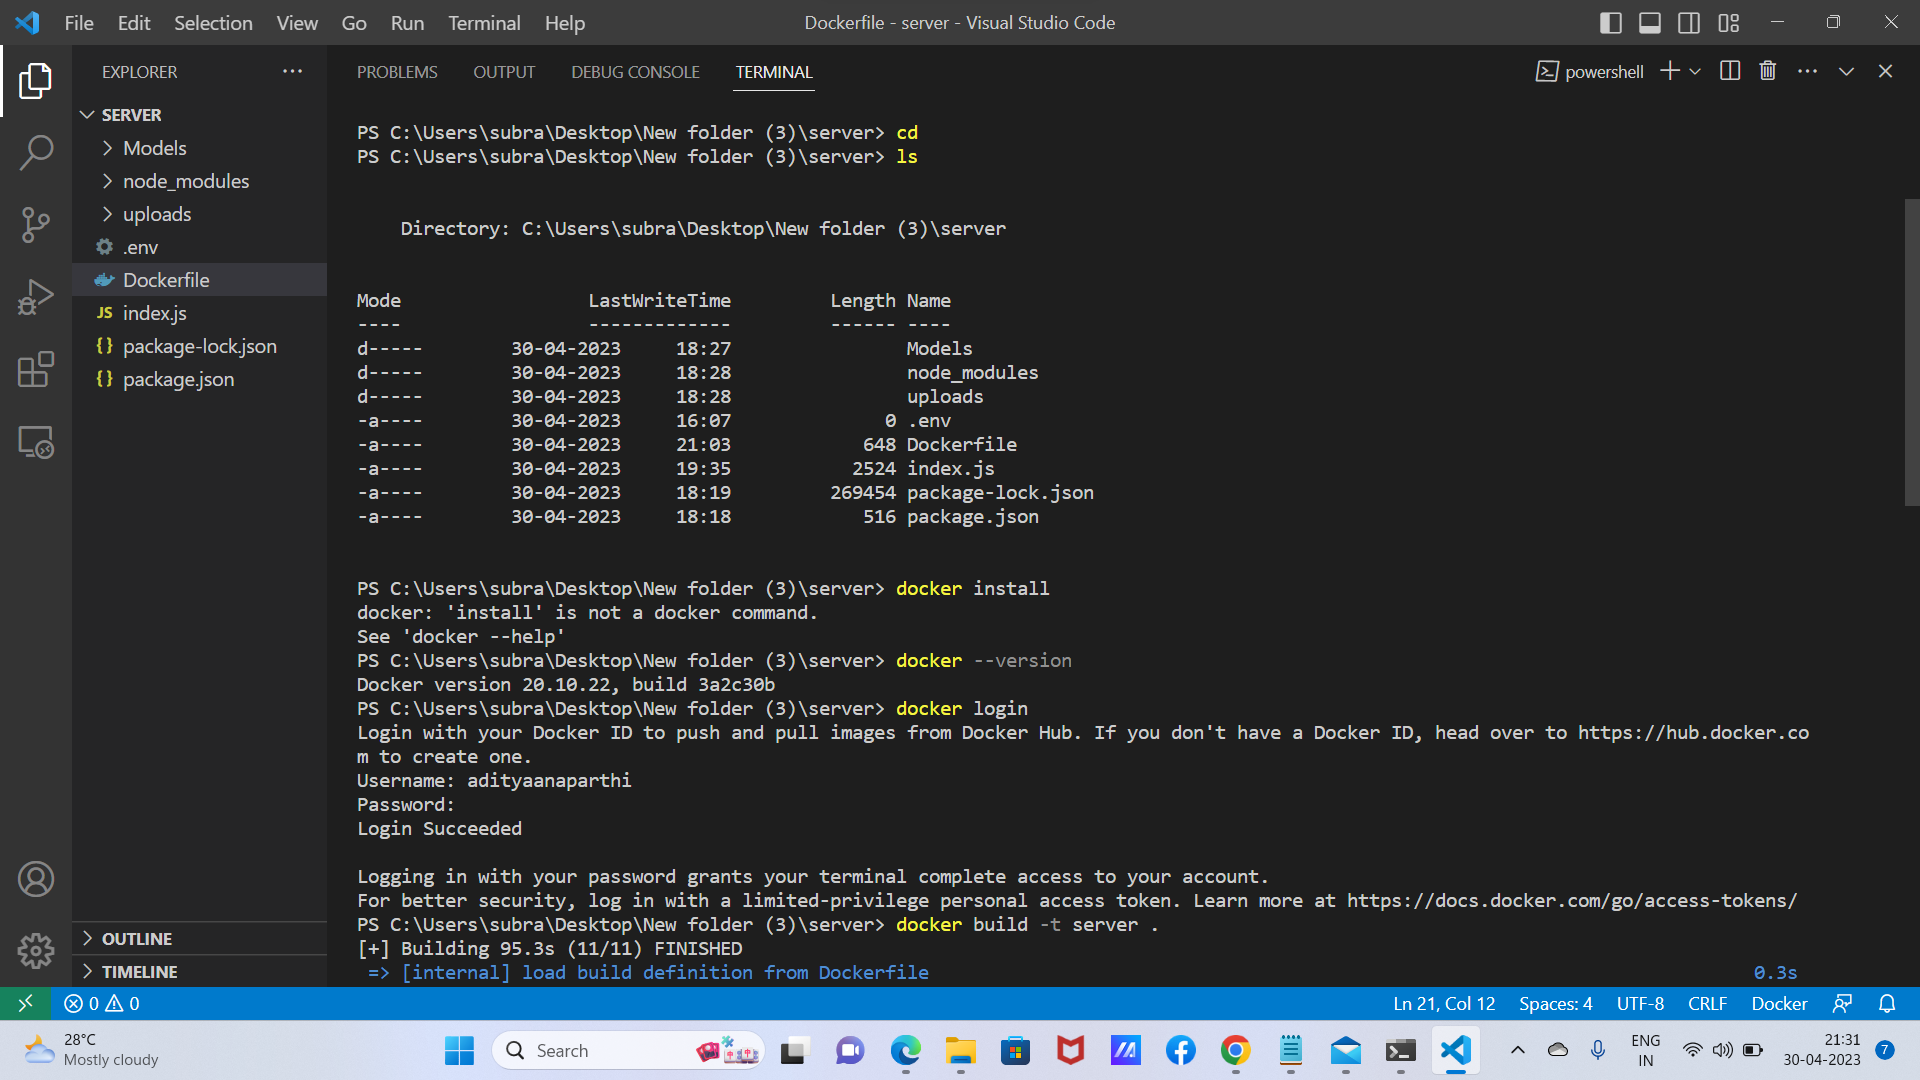 File Edit Selection View Go Run Terminal Help
Dockerfile - server - Visual Studio Code
EXPLORER
SERVER
Models
node_modules
uploads
.env
Dockerfile
JS index.js
{} package-lock.json
{} package.json
OUTLINE
TIMELINE
PROBLEMS OUTPUT DEBUG CONSOLE TERMINAL
powershell
PS C:\Users\subra\Desktop\New folder (3)\server> cd
PS C:\Users\subra\Desktop\New folder (3)\server> ls
Directory: C:\Users\subra\Desktop\New folder (3)\server
Mode LastWriteTime Length Name
---- ------------- ------ ----
d----- 30-04-2023 18:27 Models
d----- 30-04-2023 18:28 node_modules
d----- 30-04-2023 18:28 uploads
-a---- 30-04-2023 16:07 0 .env
-a---- 30-04-2023 21:03 648 Dockerfile
-a---- 30-04-2023 19:35 2524 index.js
-a---- 30-04-2023 18:19 269454 package-lock.json
-a---- 30-04-2023 18:18 516 package.json
PS C:\Users\subra\Desktop\New folder (3)\server> docker install
docker: 'install' is not a docker command.
See 'docker --help'
PS C:\Users\subra\Desktop\New folder (3)\server> docker --version
Docker version 20.10.22, build 3a2c30b
PS C:\Users\subra\Desktop\New folder (3)\server> docker login
Login with your Docker ID to push and pull images from Docker Hub. If you don't have a Docker ID, head over to https://hub.docker.co
m to create one.
Username: adityaanaparthi
Password:
Login Succeeded
Logging in with your password grants your terminal complete access to your account.
For better security, log in with a limited-privilege personal access token. Learn more at https://docs.docker.com/go/access-tokens/
PS C:\Users\subra\Desktop\New folder (3)\server> docker build -t server .
[+] Building 95.3s (11/11) FINISHED
=> [internal] load build definition from Dockerfile 0.3s
0 0
Ln 21, Col 12 Spaces: 4 UTF-8 CRLF Docker
28°C
Mostly cloudy
Search
ENG
IN
21:31
30-04-2023
7